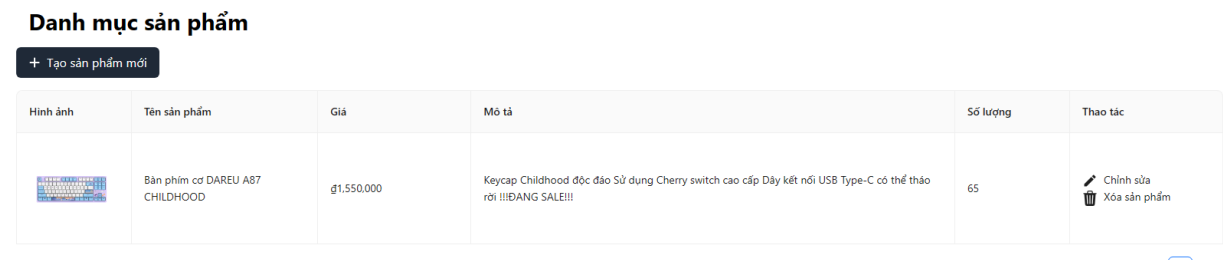 Danh mục sản phẩm
+ Tạo sản phẩm mới
Hình ảnh
Tên sản phẩm
Giá
Mô tả
Số lượng
Thao tác
Bàn phím cơ DAREU A87
CHILDHOOD
₫1,550,000
Keycap Childhood độc đáo Sử dụng Cherry switch cao cấp Dây kết nối USB Type-C có thể tháo
rời !!!ĐANG SALE!!!
65
Chỉnh sửa
Xóa sản phẩm